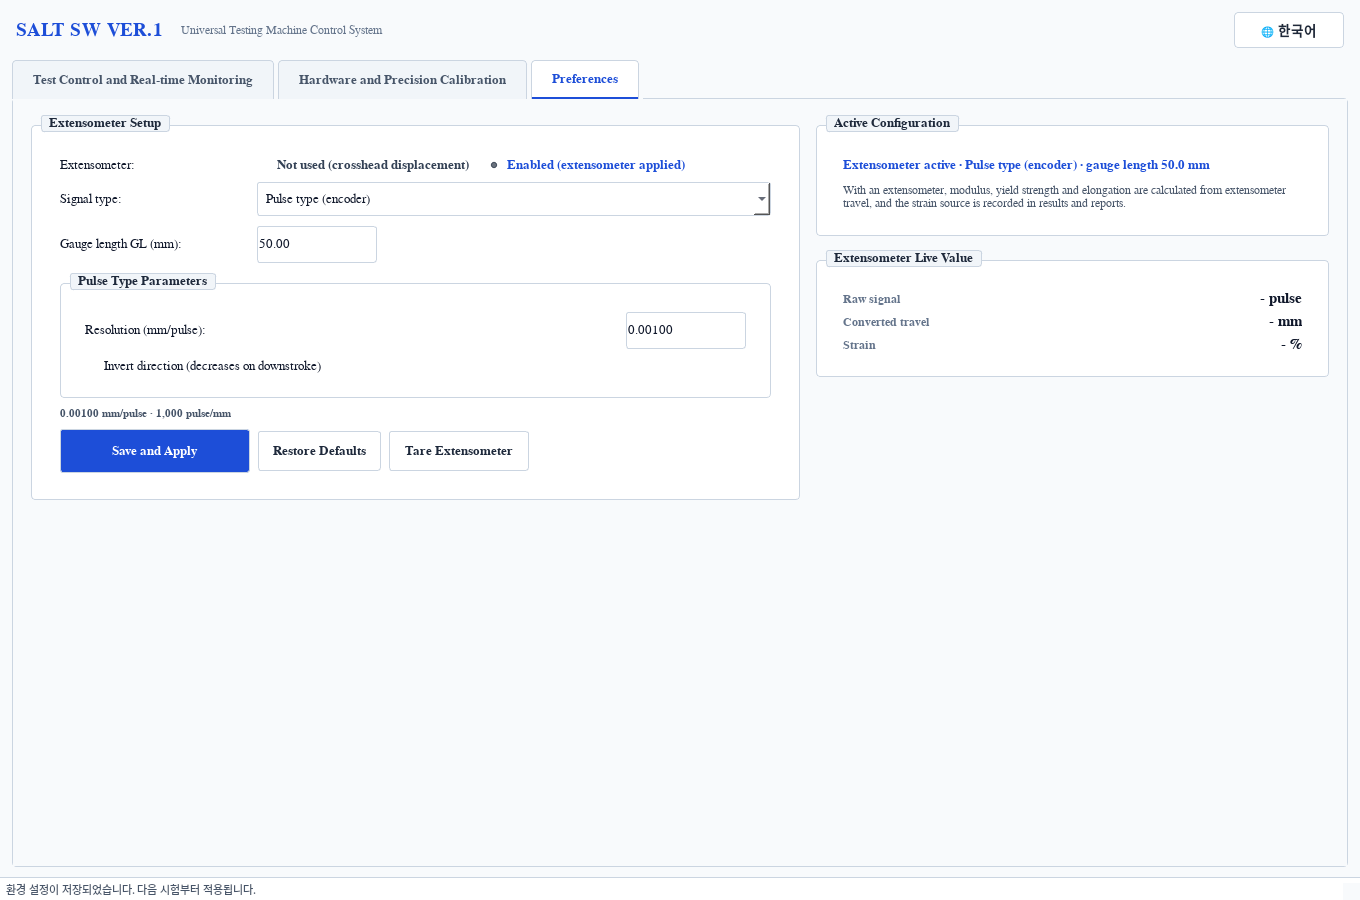 SALT SW VER.1
Universal Testing Machine Control System
한국어
Test Control and Real-time Monitoring
Hardware and Precision Calibration
Preferences
Extensometer Setup
Extensometer:
Not used (crosshead displacement)
Enabled (extensometer applied)
Signal type:
Pulse type (encoder)
Gauge length GL (mm):
50.00
Pulse Type Parameters
Resolution (mm/pulse):
0.00100
Invert direction (decreases on downstroke)
0.00100 mm/pulse · 1,000 pulse/mm
Save and Apply
Restore Defaults
Tare Extensometer
Active Configuration
Extensometer active · Pulse type (encoder) · gauge length 50.0 mm
With an extensometer, modulus, yield strength and elongation are calculated from extensometer
travel, and the strain source is recorded in results and reports.
Extensometer Live Value
Raw signal
- pulse
Converted travel
- mm
Strain
- %
환경 설정이 저장되었습니다. 다음 시험부터 적용됩니다.